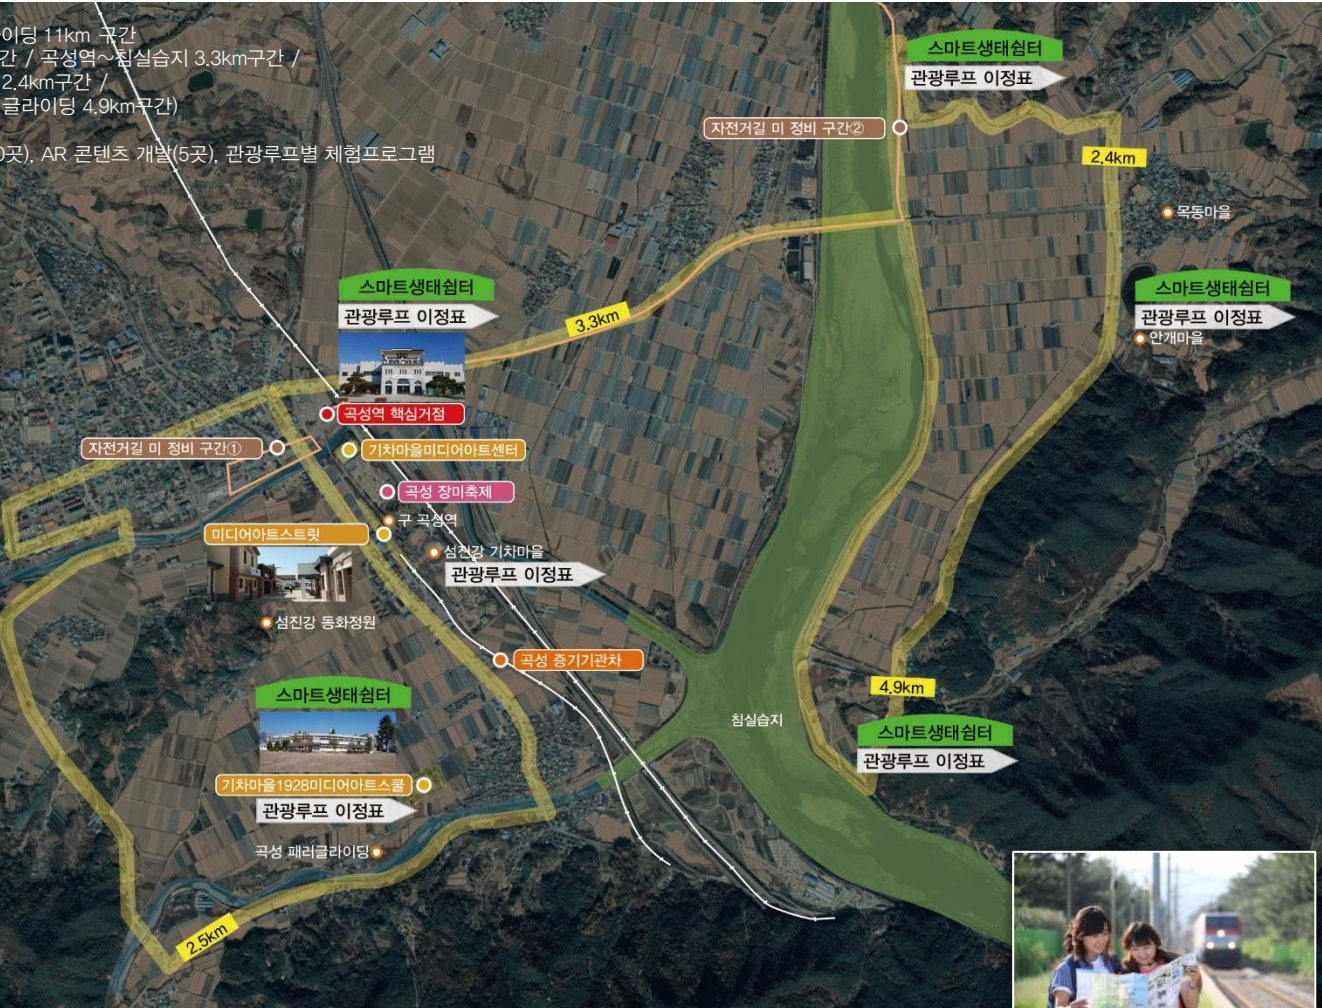 이딩 11km 구간
간 / 곡성역~침실습지 3.3km구간 /
2.4km구간 /
글라이딩 4.9km구간)
0곳), AR 콘텐츠 개발(5곳), 관광루프별 체험프로그램
스마트생태쉼터
관광루프 이정표
자전거길 미 정비 구간②
2.4km
목동마을
스마트생태쉼터
관광루프 이정표
안개마을
스마트생태쉼터
관광루프 이정표
3.3km
곡성역 핵심거점
자전거길 미 정비 구간①
기차마을미디어아트센터
곡성 장미축제
구 곡성역
미디어아트스트릿
섬진강 기차마을
관광루프 이정표
섬진강 동화정원
곡성 증기기관차
스마트생태쉼터
4.9km
침실습지
스마트생태쉼터
관광루프 이정표
기차마을1928미디어아트스쿨
관광루프 이정표
곡성 패러글라이딩
2.5km